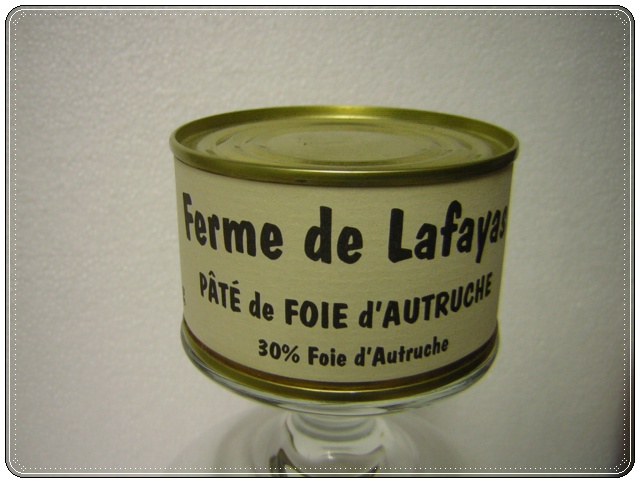 Ferme de Lafayas
PÂTÉ de FOIE d'AUTRUCHE
30% Foie d'Autruche